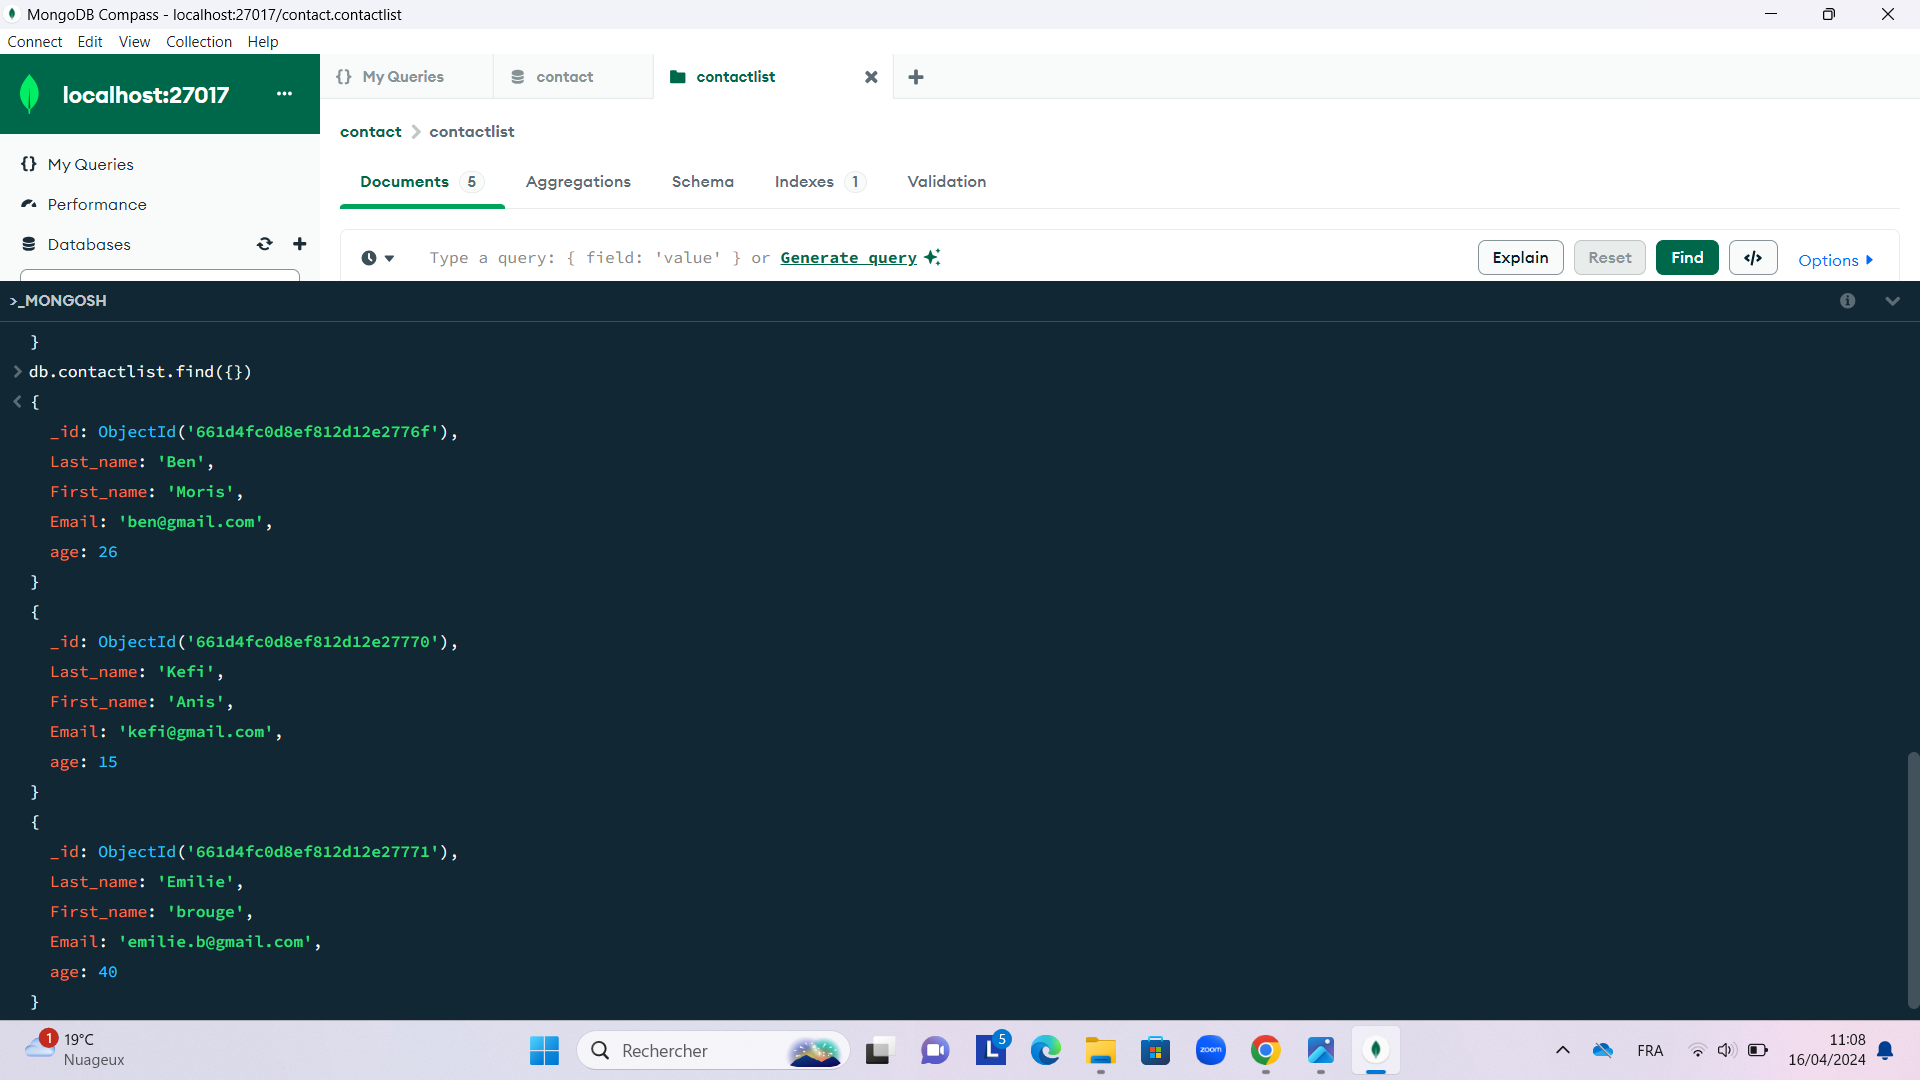 MongoDB Compass - localhost:27017/contact.contactlist
Connect Edit View Collection Help
localhost:27017 ...
{} My Queries contact contactlist
contact > contactlist
{} My Queries
Performance
Databases
Documents 5 Aggregations Schema Indexes 1 Validation
Type a query: { field: 'value' } or Generate query Explain Reset Find </> Options
>_MONGOSH
}
> db.contactlist.find({})
< {
_id: ObjectId('661d4fc0d8ef812d12e2776f'),
Last_name: 'Ben',
First_name: 'Moris',
Email: 'ben@gmail.com',
age: 26
}
{
_id: ObjectId('661d4fc0d8ef812d12e27770'),
Last_name: 'Kefi',
First_name: 'Anis',
Email: 'kefi@gmail.com',
age: 15
}
{
_id: ObjectId('661d4fc0d8ef812d12e27771'),
Last_name: 'Emilie',
First_name: 'brouge',
Email: 'emilie.b@gmail.com',
age: 40
}
1 19°C
Nuageux
Rechercher
L 5
zoom
FRA
11:08
16/04/2024